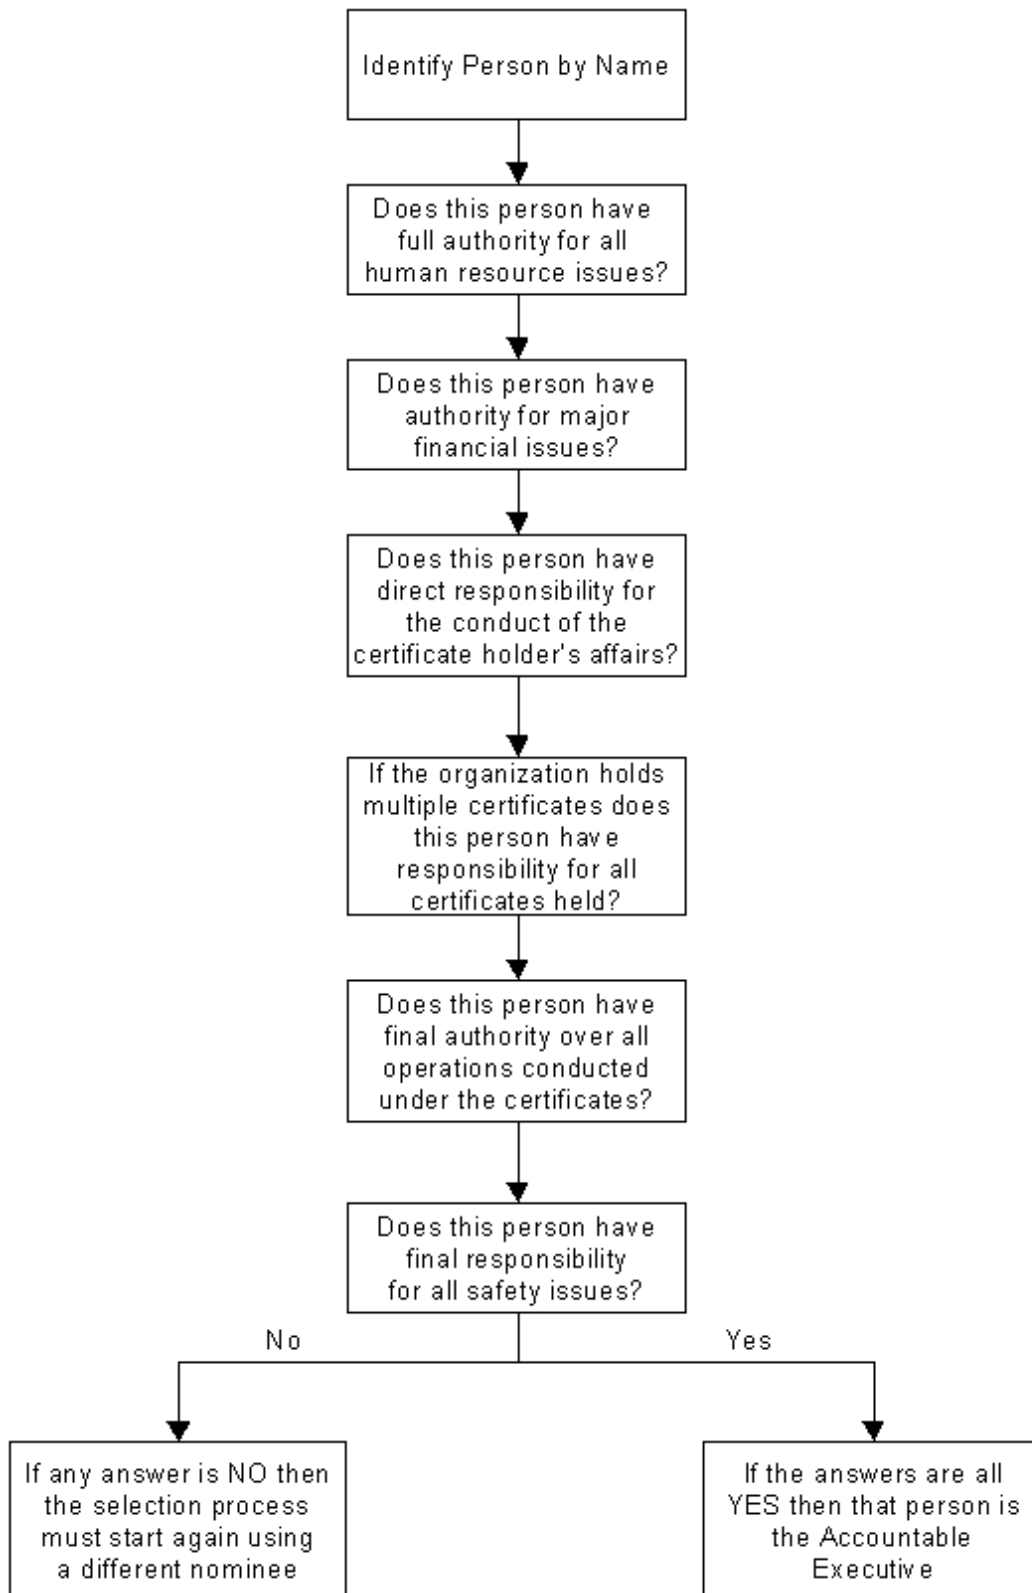 Identify Person by Name
Does this person have
full authority for all
human resource issues?
Does this person have
authority for major
financial issues?
Does this person have
direct responsibility for
the conduct of the
certificate holder's affairs?
If the organization holds
multiple certificates does
this person have
responsibility for all
certificates held?
Does this person have
final authority over all
operations conducted
under the certificates?
Does this person have
final responsibility
for all safety issues?
No
Yes
If any answer is NO then
the selection process
must start again using
a different nominee
If the answers are all
YES then that person is
the Accountable
Executive